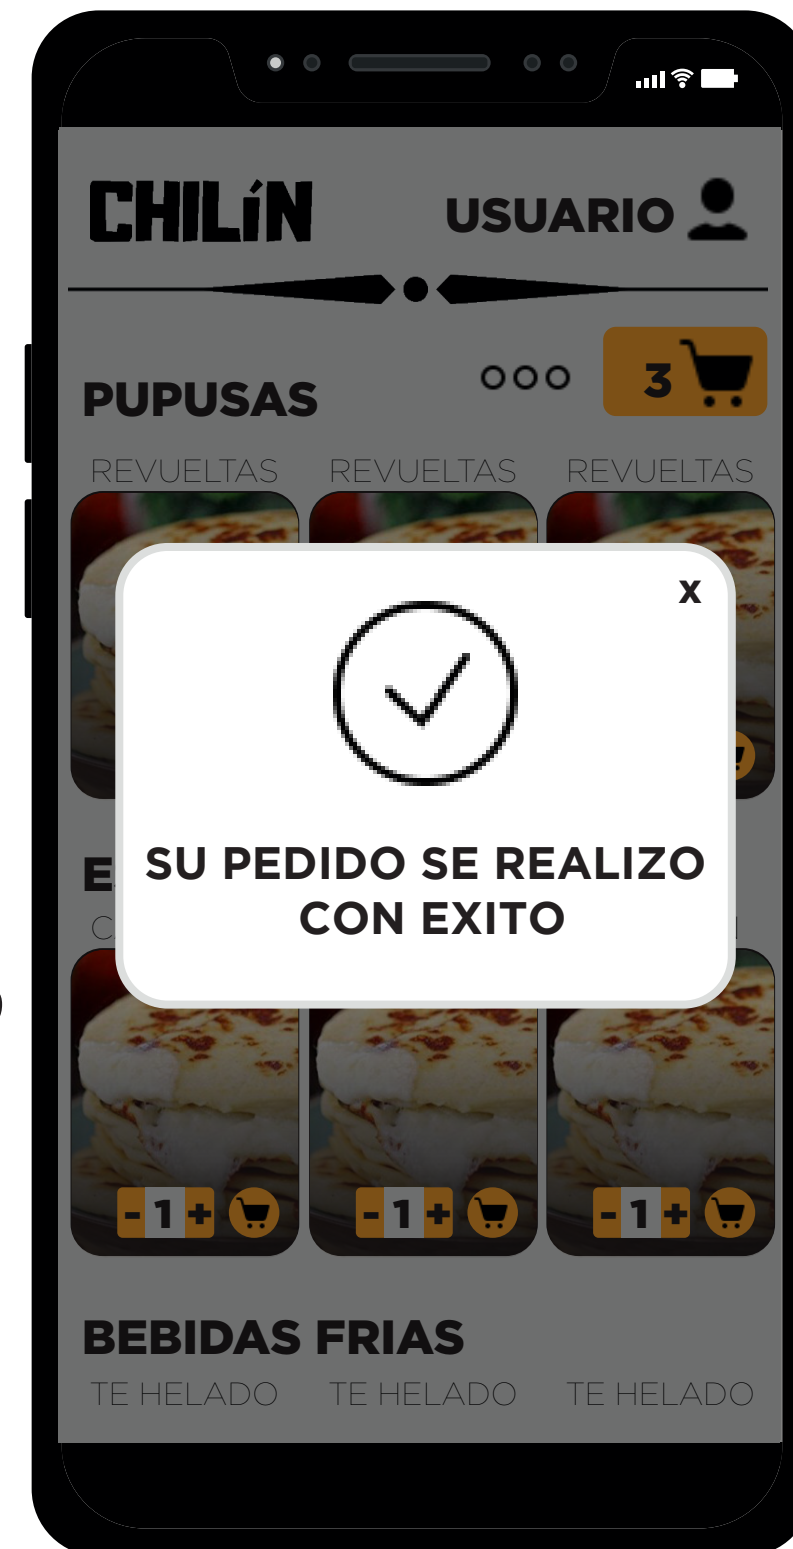 CHILíN
USUARIO
3
PUPUSAS
REVUELTAS REVUELTAS REVUELTAS
X
SU PEDIDO SE REALIZO
CON EXITO
- 1 + - 1 + - 1 +
BEBIDAS FRIAS
TE HELADO TE HELADO TE HELADO